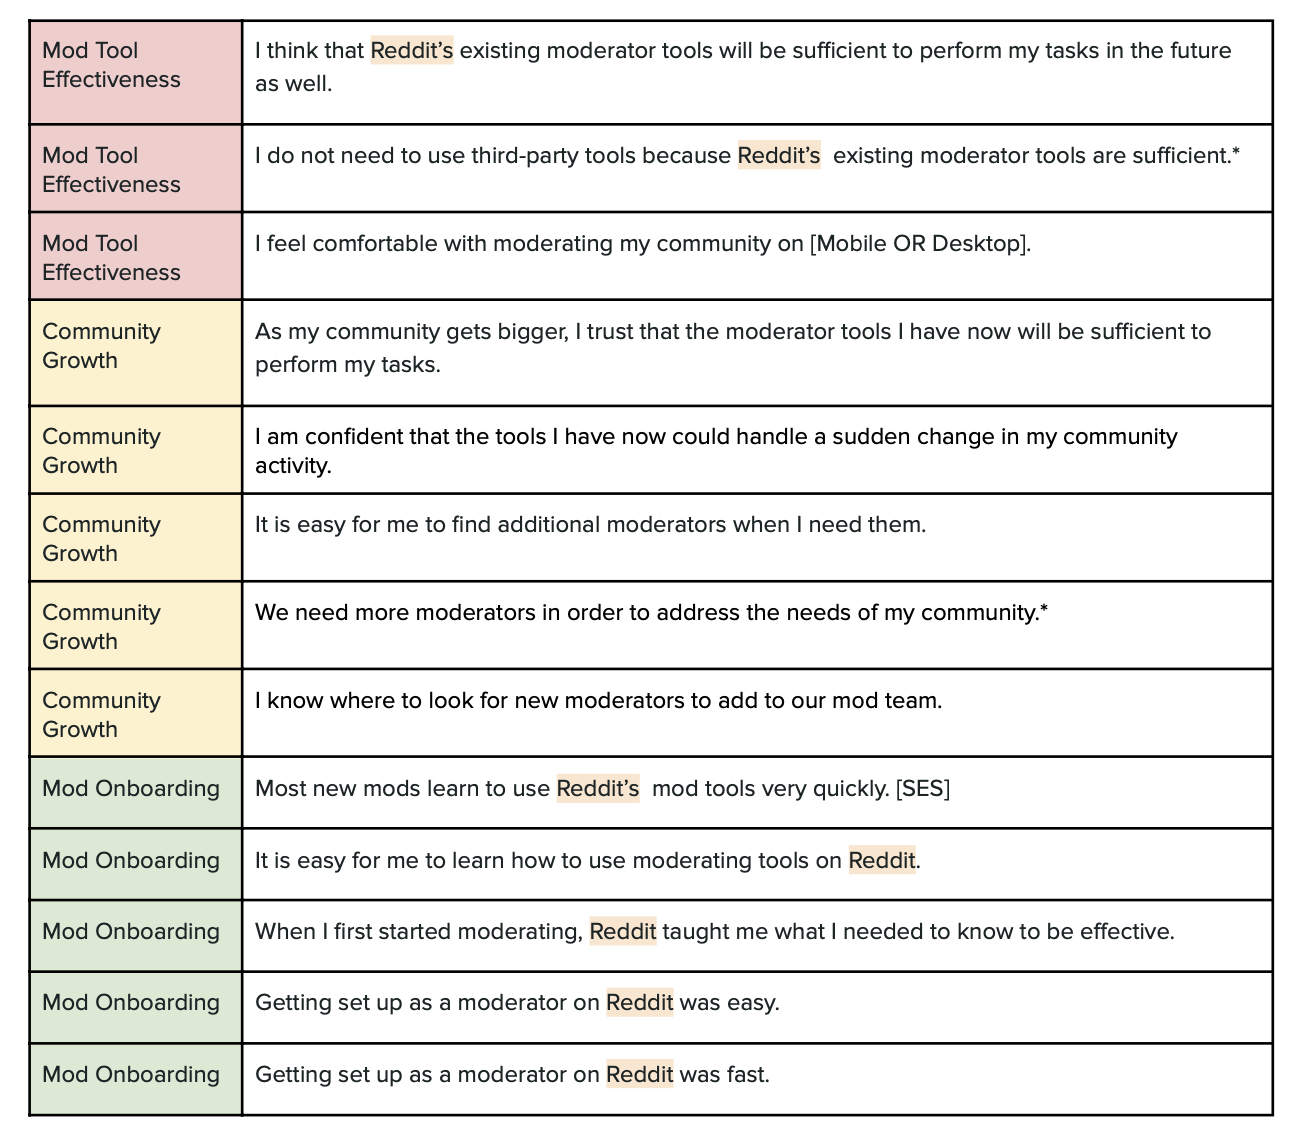 Mod Tool
Effectiveness
I think that Reddit’s existing moderator tools will be sufficient to perform my tasks in the future
as well.
Mod Tool
Effectiveness
I do not need to use third-party tools because Reddit’s existing moderator tools are sufficient.*
Mod Tool
Effectiveness
I feel comfortable with moderating my community on [Mobile OR Desktop].
Community
Growth
As my community gets bigger, I trust that the moderator tools I have now will be sufficient to
perform my tasks.
Community
Growth
I am confident that the tools I have now could handle a sudden change in my community
activity.
Community
Growth
It is easy for me to find additional moderators when I need them.
Community
Growth
We need more moderators in order to address the needs of my community.*
Community
Growth
I know where to look for new moderators to add to our mod team.
Mod Onboarding
Most new mods learn to use Reddit’s mod tools very quickly. [SES]
Mod Onboarding
It is easy for me to learn how to use moderating tools on Reddit.
Mod Onboarding
When I first started moderating, Reddit taught me what I needed to know to be effective.
Mod Onboarding
Getting set up as a moderator on Reddit was easy.
Mod Onboarding
Getting set up as a moderator on Reddit was fast.